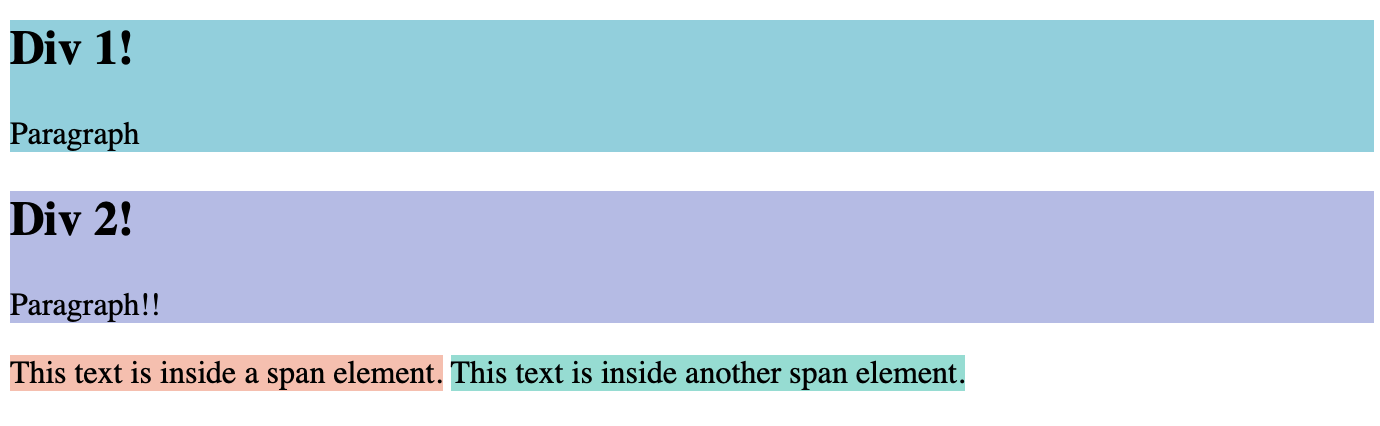 Div 1!
Paragraph
Div 2!
Paragraph!!
This text is inside a span element. This text is inside another span element.